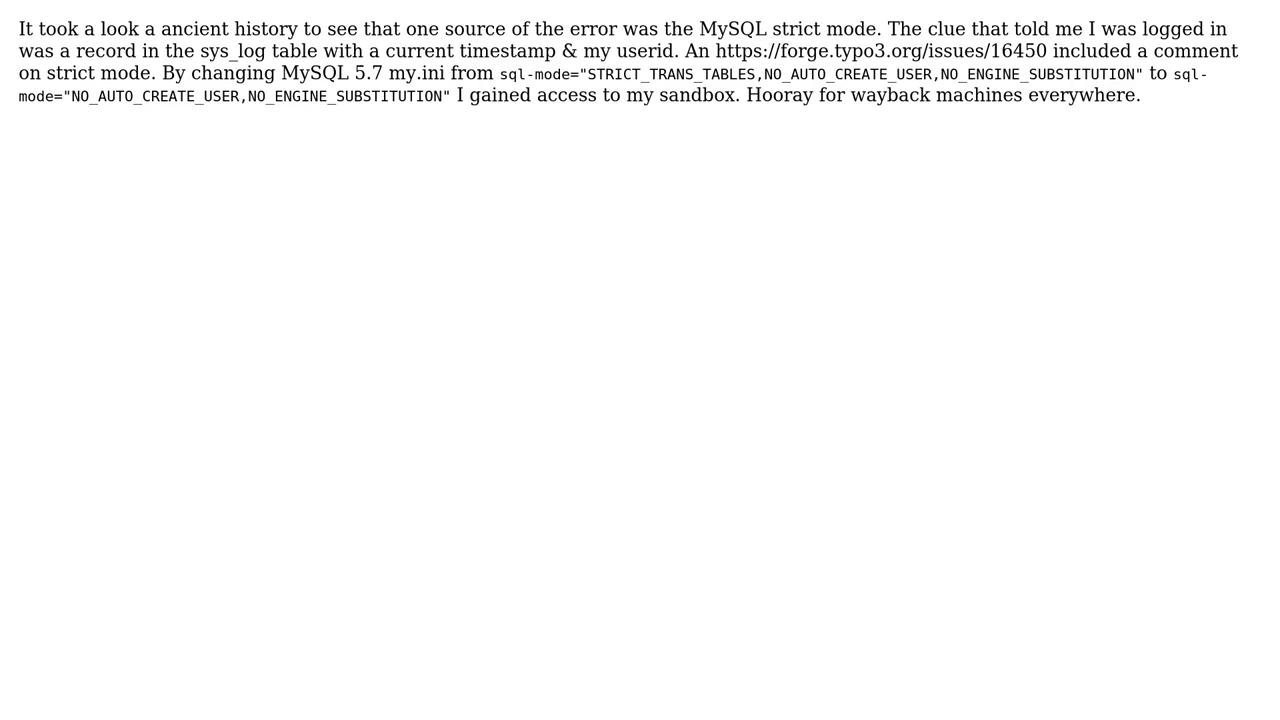 It took a look a ancient history to see that one source of the error was the MySQL strict mode. The clue that told me I was logged in
was a record in the sys_log table with a current timestamp & my userid. An https://forge.typo3.org/issues/16450 included a comment
on strict mode. By changing MySQL 5.7 my.ini from sql-mode="STRICT_TRANS_TABLES,NO_AUTO_CREATE_USER,NO_ENGINE_SUBSTITUTION" to sql-
mode="NO_AUTO_CREATE_USER,NO_ENGINE_SUBSTITUTION" I gained access to my sandbox. Hooray for wayback machines everywhere.